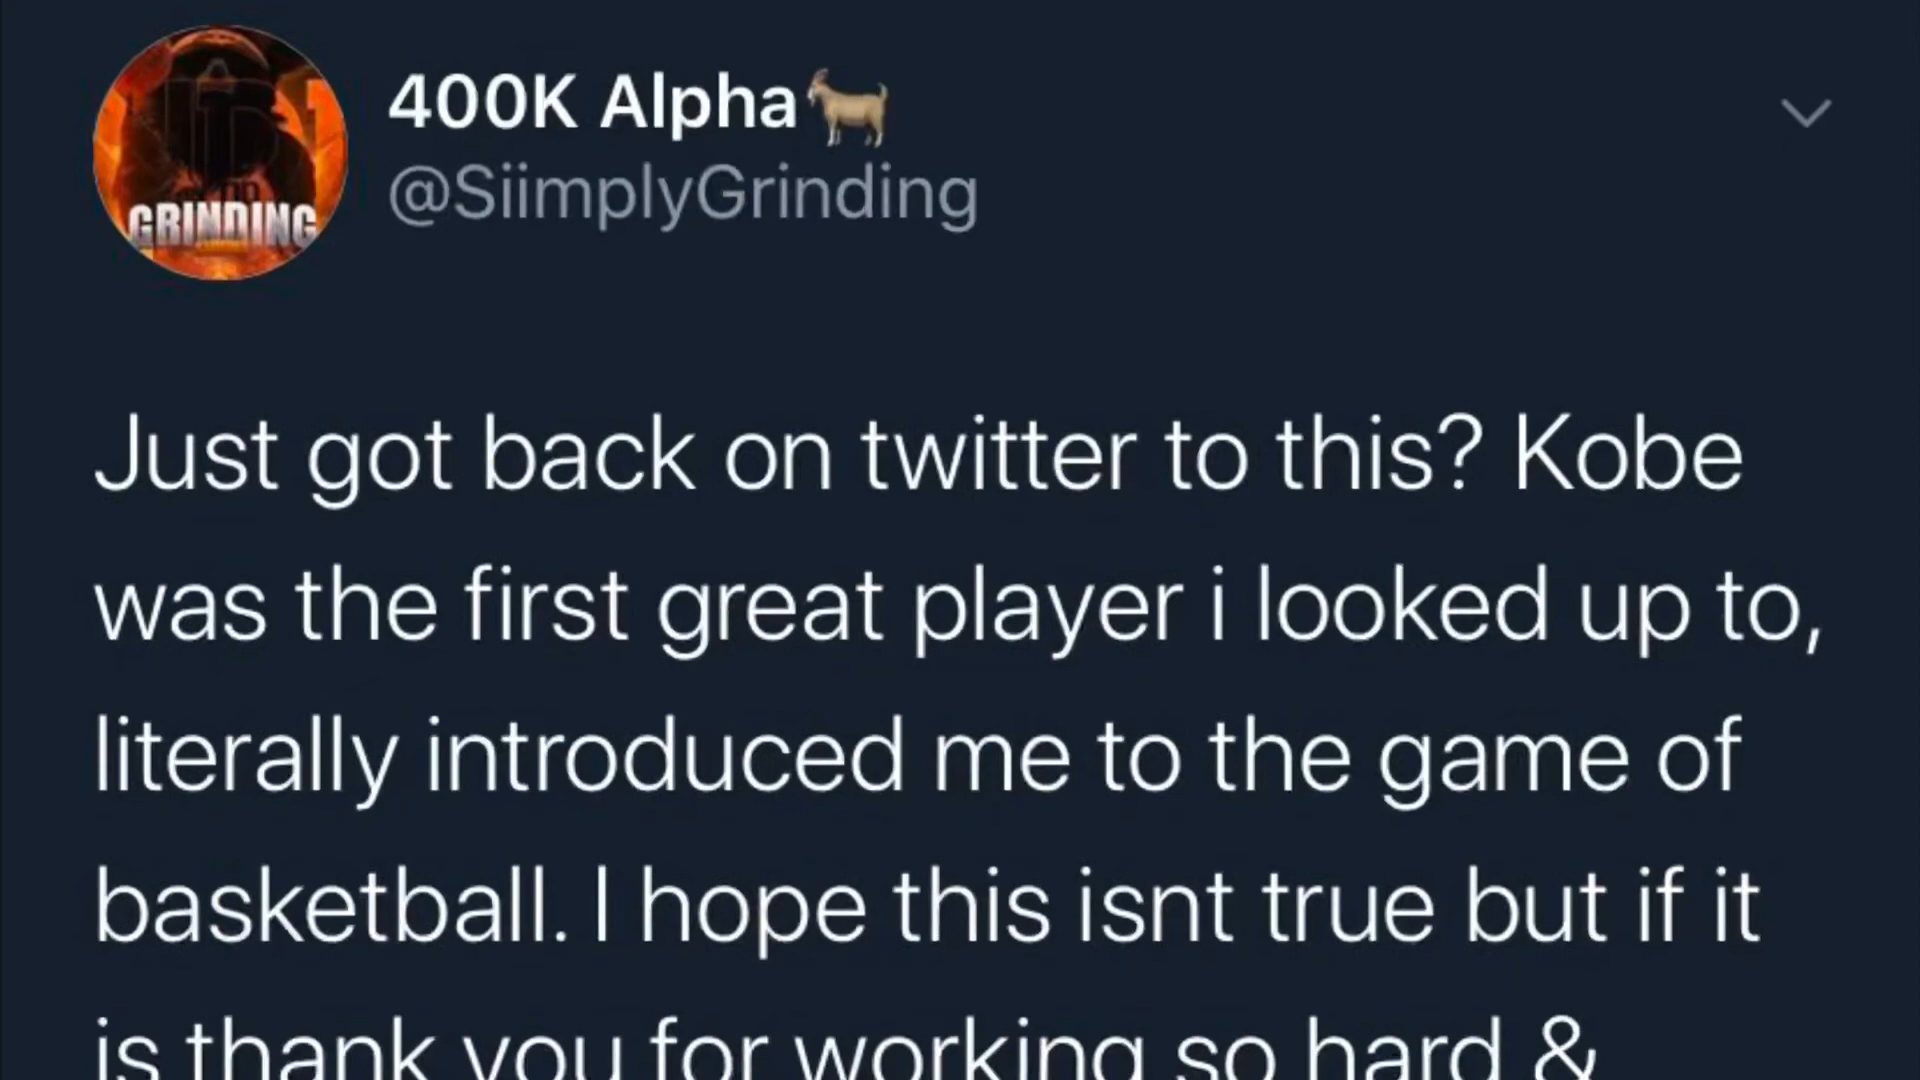 400K Alpha🐐
@SiimplyGrinding
GRINDING
Just got back on twitter to this? Kobe
was the first great player i looked up to,
literally introduced me to the game of
basketball. I hope this isnt true but if it
is thank you for working so hard &